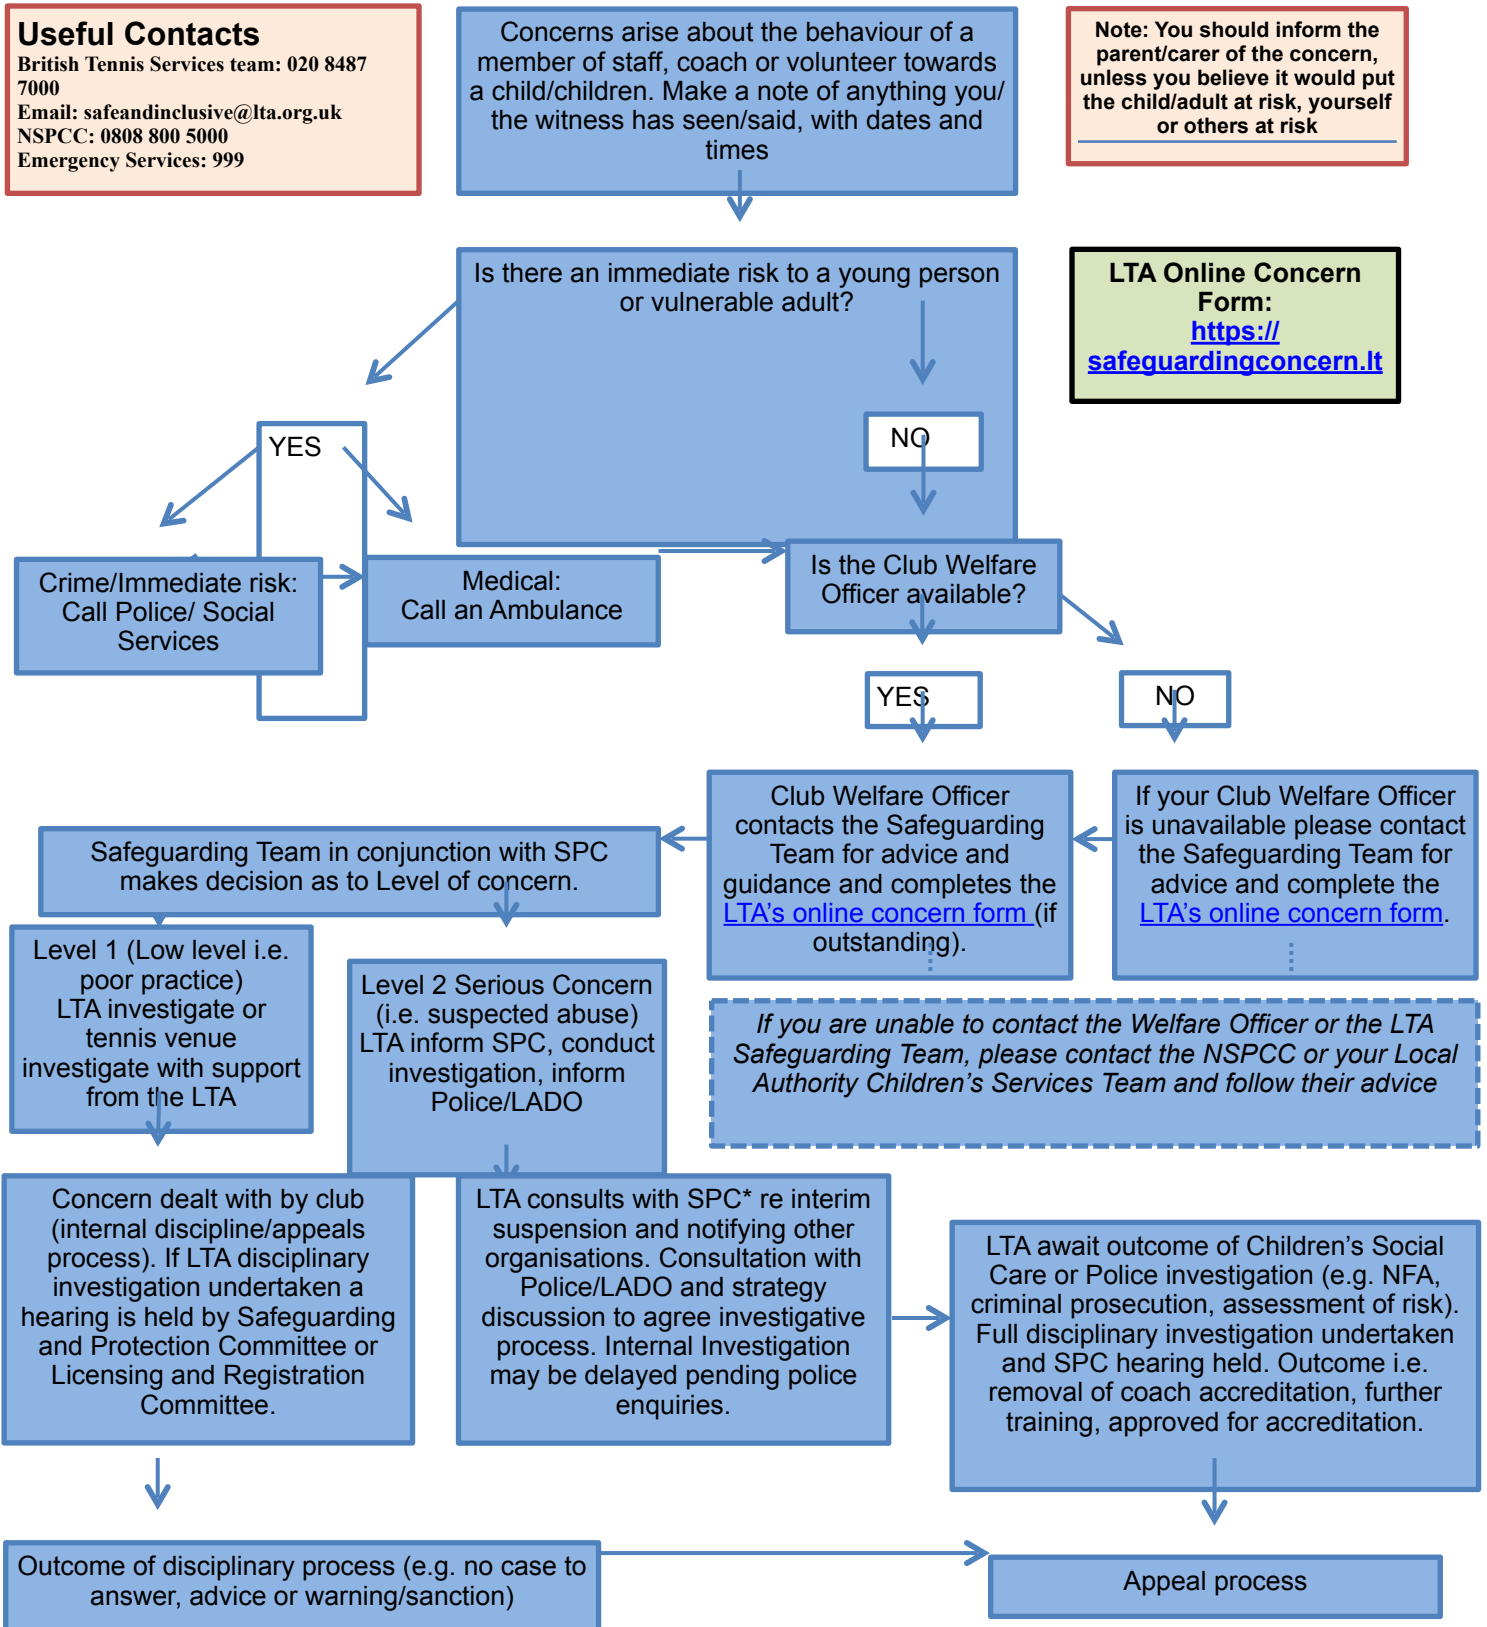 Useful Contacts
British Tennis Services team: 020 8487
7000
Email: safeandinclusive@lta.org.uk
NSPCC: 0808 800 5000
Emergency Services: 999
Concerns arise about the behaviour of a
member of staff, coach or volunteer towards
a child/children. Make a note of anything you/
the witness has seen/said, with dates and
times
Note: You should inform the
parent/carer of the concern,
unless you believe it would put
the child/adult at risk, yourself
or others at risk
Is there an immediate risk to a young person
or vulnerable adult?
LTA Online Concern
Form:
https://
safeguardingconcern.lt
YES
NO
Crime/Immediate risk:
Call Police/ Social
Services
Medical:
Call an Ambulance
Is the Club Welfare
Officer available?
YES
NO
Club Welfare Officer
contacts the Safeguarding
Team for advice and
guidance and completes the
LTA's online concern form (if
outstanding).
If your Club Welfare Officer
is unavailable please contact
the Safeguarding Team for
advice and complete the
LTA's online concern form.
Safeguarding Team in conjunction with SPC
makes decision as to Level of concern.
Level 1 (Low level i.e.
poor practice)
LTA investigate or
tennis venue
investigate with support
from the LTA
Level 2 Serious Concern
(i.e. suspected abuse)
LTA inform SPC, conduct
investigation, inform
Police/LADO
If you are unable to contact the Welfare Officer or the LTA
Safeguarding Team, please contact the NSPCC or your Local
Authority Children's Services Team and follow their advice
Concern dealt with by club
(internal discipline/appeals
process). If LTA disciplinary
investigation undertaken a
hearing is held by Safeguarding
and Protection Committee or
Licensing and Registration
Committee.
LTA consults with SPC* re interim
suspension and notifying other
organisations. Consultation with
Police/LADO and strategy
discussion to agree investigative
process. Internal Investigation
may be delayed pending police
enquiries.
LTA await outcome of Children's Social
Care or Police investigation (e.g. NFA,
criminal prosecution, assessment of risk).
Full disciplinary investigation undertaken
and SPC hearing held. Outcome i.e.
removal of coach accreditation, further
training, approved for accreditation.
Outcome of disciplinary process (e.g. no case to
answer, advice or warning/sanction)
Appeal process